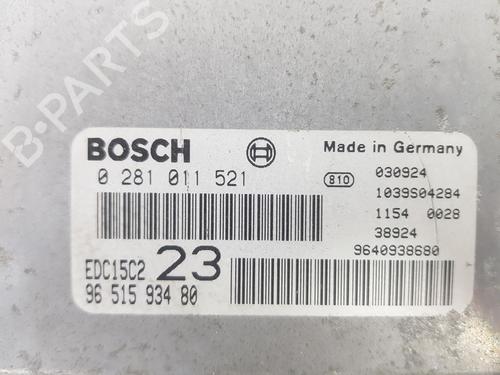 B-PARTS
BOSCH
Made in Germany
0 281 011 521
810
030924
1039S04284
1154 0028
38924
9640938680
EDC15C2 23
96 515 934 80